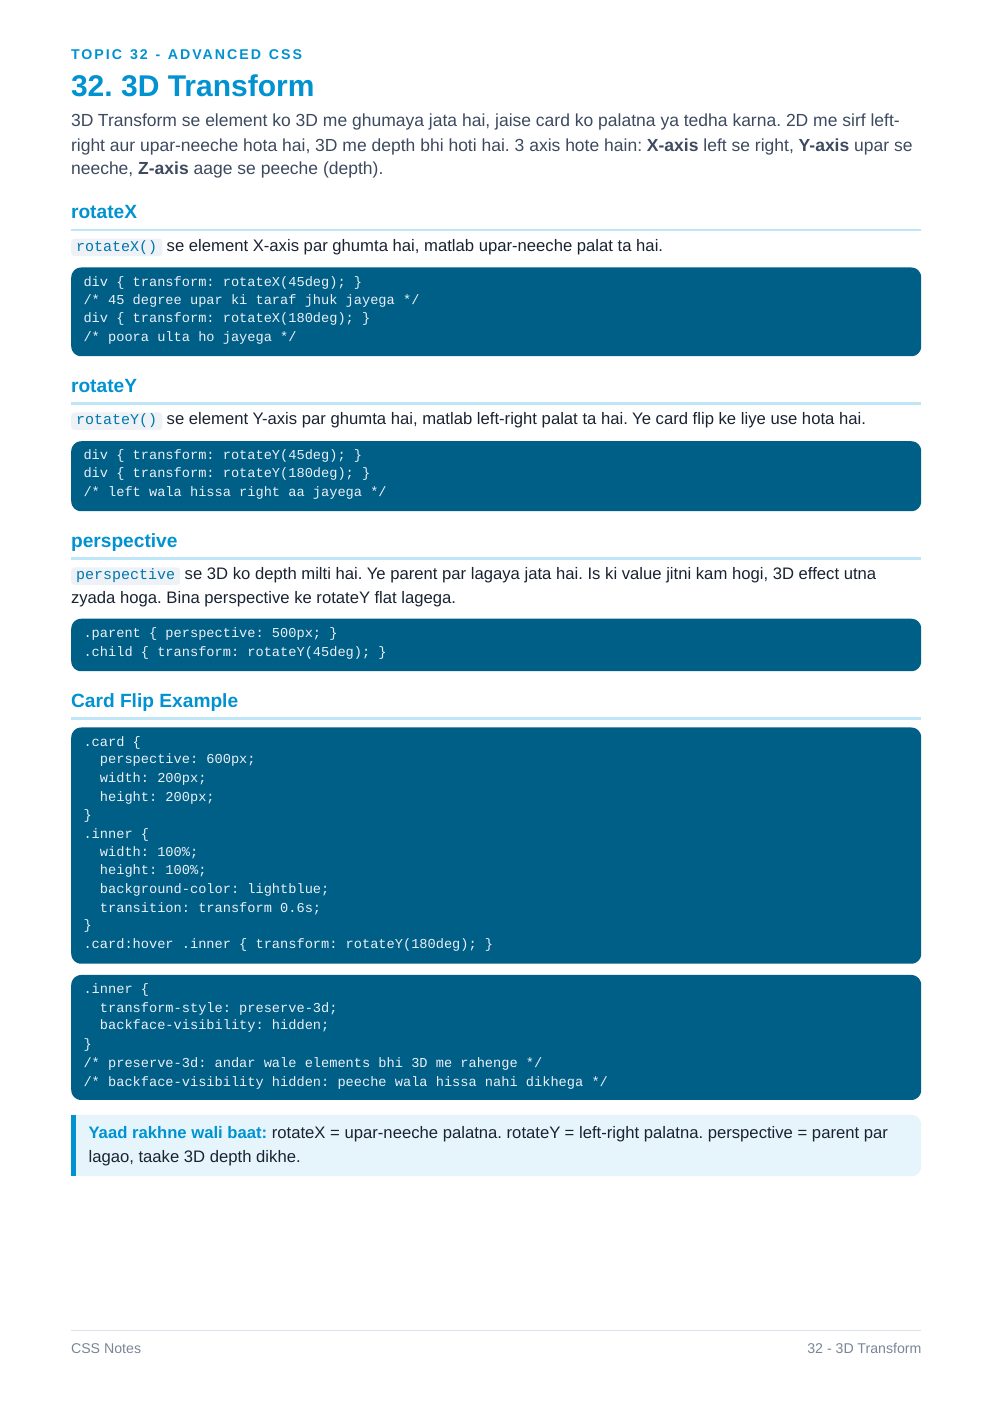 TOPIC 32 - ADVANCED CSS
32. 3D Transform
3D Transform se element ko 3D me ghumaya jata hai, jaise card ko palatna ya tedha karna. 2D me sirf left-
right aur upar-neeche hota hai, 3D me depth bhi hoti hai. 3 axis hote hain: X-axis left se right, Y-axis upar se
neeche, Z-axis aage se peeche (depth).
rotateX
rotateX() se element X-axis par ghumta hai, matlab upar-neeche palat ta hai.
div { transform: rotateX(45deg); }
/* 45 degree upar ki taraf jhuk jayega */
div { transform: rotateX(180deg); }
/* poora ulta ho jayega */
rotateY
rotateY() se element Y-axis par ghumta hai, matlab left-right palat ta hai. Ye card flip ke liye use hota hai.
div { transform: rotateY(45deg); }
div { transform: rotateY(180deg); }
/* left wala hissa right aa jayega */
perspective
perspective se 3D ko depth milti hai. Ye parent par lagaya jata hai. Is ki value jitni kam hogi, 3D effect utna
zyada hoga. Bina perspective ke rotateY flat lagega.
.parent { perspective: 500px; }
.child { transform: rotateY(45deg); }
Card Flip Example
.card {
  perspective: 600px;
  width: 200px;
  height: 200px;
}
.inner {
  width: 100%;
  height: 100%;
  background-color: lightblue;
  transition: transform 0.6s;
}
.card:hover .inner { transform: rotateY(180deg); }
.inner {
  transform-style: preserve-3d;
  backface-visibility: hidden;
}
/* preserve-3d: andar wale elements bhi 3D me rahenge */
/* backface-visibility hidden: peeche wala hissa nahi dikhega */
Yaad rakhne wali baat: rotateX = upar-neeche palatna. rotateY = left-right palatna. perspective = parent par
lagao, taake 3D depth dikhe.
CSS Notes
32 - 3D Transform